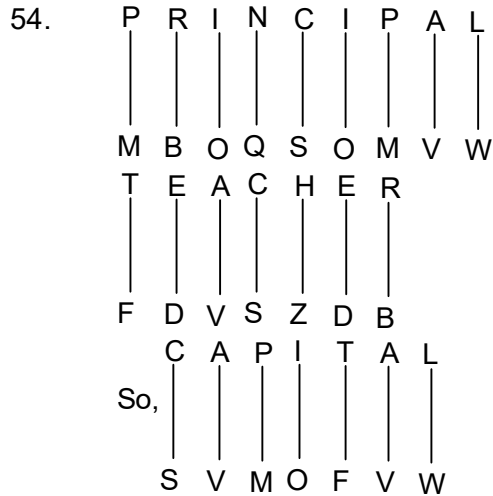 54. P R I N C I P A L
M B O Q S O M V W
T E A C H E R
F D V S Z D B
C A P I T A L
So,
S V M O F V W